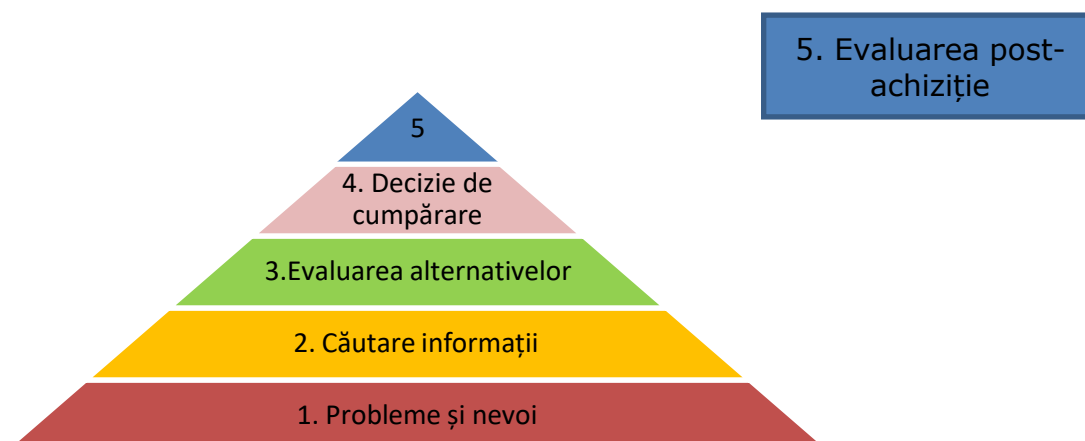 5. Evaluarea post-
achiziție
5
4. Decizie de
cumpărare
3.Evaluarea alternativelor
2. Căutare informații
1. Probleme și nevoi